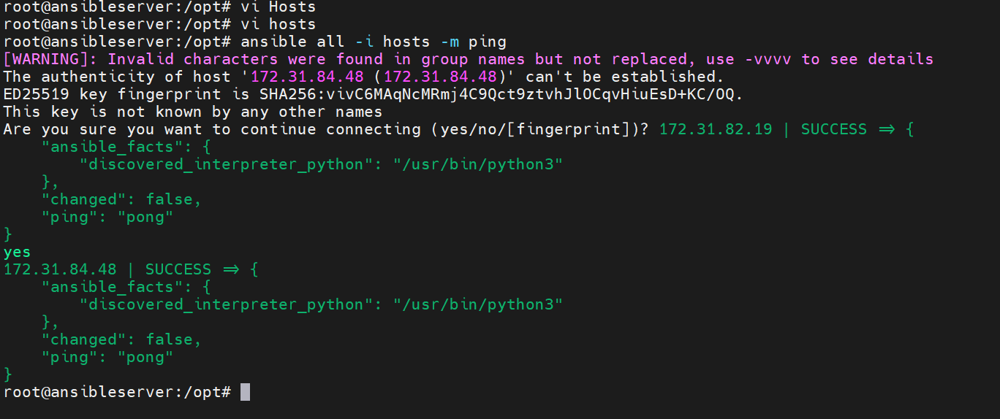 root@ansibleserver:/opt# vi Hosts
root@ansibleserver:/opt# vi hosts
root@ansibleserver:/opt# ansible all -i hosts -m ping
[WARNING]: Invalid characters were found in group names but not replaced, use -vvvv to see details
The authenticity of host '172.31.84.48 (172.31.84.48)' can't be established.
ED25519 key fingerprint is SHA256:vivC6MAqNcMRmj4C9Qct9ztvhJlOCqvHiuEsD+KC/OQ.
This key is not known by any other names
Are you sure you want to continue connecting (yes/no/[fingerprint])? 172.31.82.19 | SUCCESS => {
    "ansible_facts": {
        "discovered_interpreter_python": "/usr/bin/python3"
    },
    "changed": false,
    "ping": "pong"
}
yes
172.31.84.48 | SUCCESS => {
    "ansible_facts": {
        "discovered_interpreter_python": "/usr/bin/python3"
    },
    "changed": false,
    "ping": "pong"
}
root@ansibleserver:/opt#